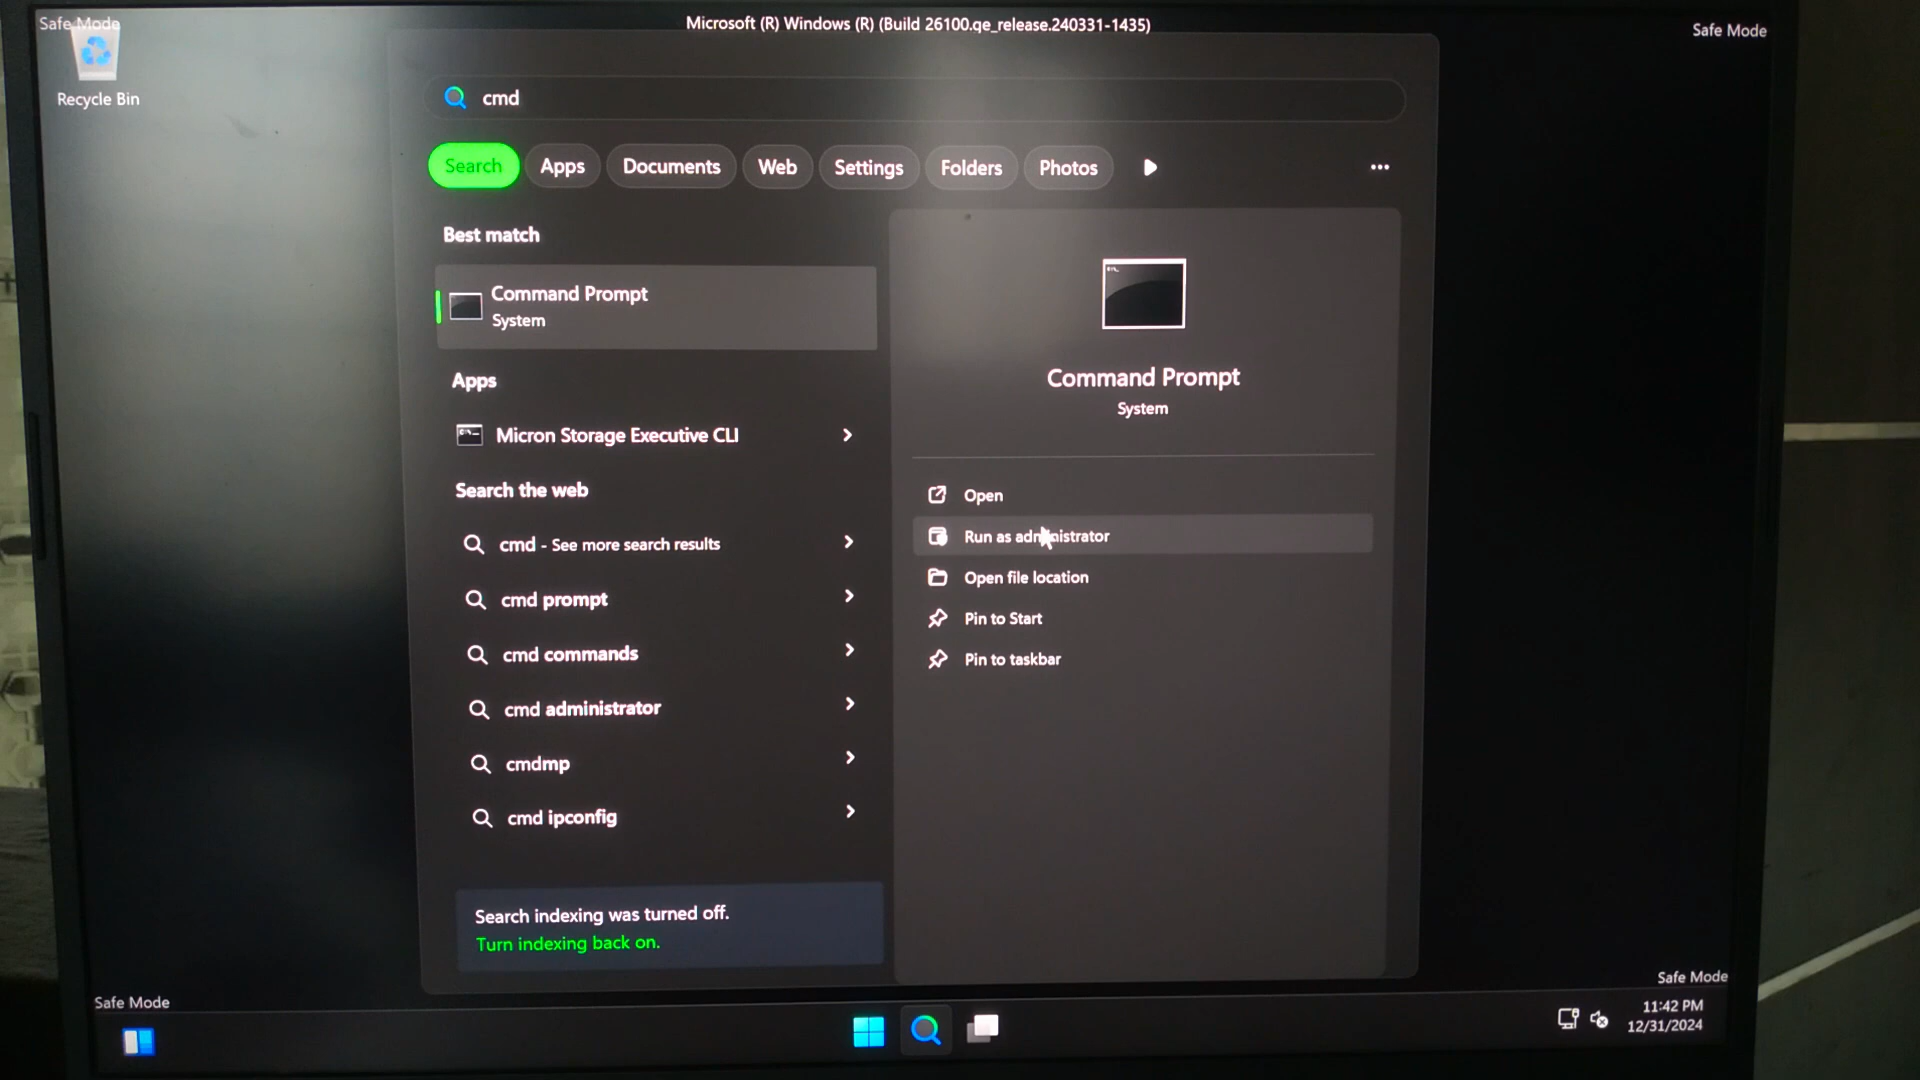 Safe Mode
Microsoft (R) Windows (R) (Build 26100.ge_release.240331-1435)
Safe Mode
Recycle Bin
cmd
Search
Apps
Documents
Web
Settings
Folders
Photos
Best match
Command Prompt
System
Apps
Micron Storage Executive CLI
Search the web
cmd - See more search results
cmd prompt
cmd commands
cmd administrator
cmdmp
cmd ipconfig
Search indexing was turned off.
Turn indexing back on.
Command Prompt
System
Open
Run as administrator
Open file location
Pin to Start
Pin to taskbar
Safe Mode
Safe Mode
11:42 PM
12/31/2024